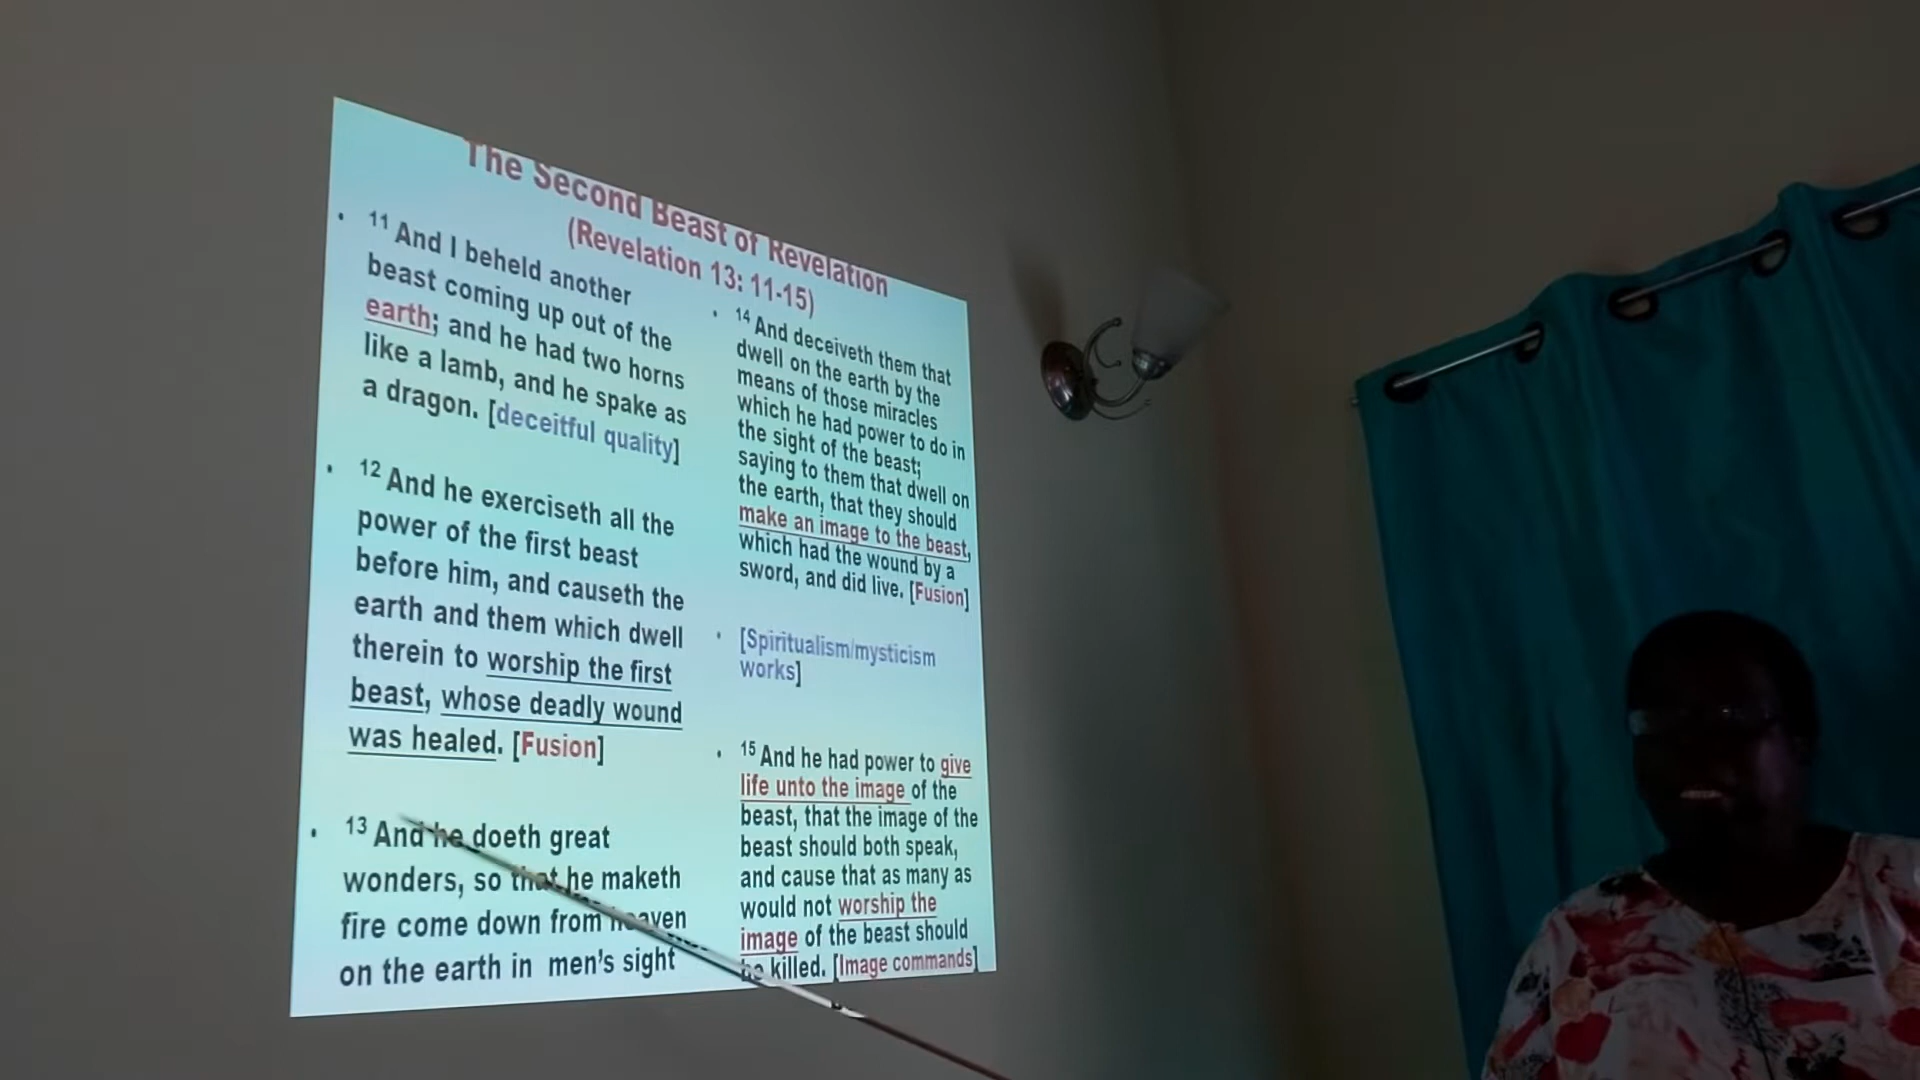 The Second Beast of Revelation
(Revelation 13: 11-15)
• 11 And I beheld another
beast coming up out of the
earth; and he had two horns
like a lamb, and he spake as
a dragon. [deceitful quality]
• 12 And he exerciseth all the
power of the first beast
before him, and causeth the
earth and them which dwell
therein to worship the first
beast, whose deadly wound
was healed. [Fusion]
• 13 And he doeth great
wonders, so that he maketh
fire come down from heaven
on the earth in men's sight
• 14 And deceiveth them that
dwell on the earth by the
means of those miracles
which he had power to do in
the sight of the beast;
saying to them that dwell on
the earth, that they should
make an image to the beast,
which had the wound by a
sword, and did live. [Fusion]
• [Spiritualism/mysticism
works]
• 15 And he had power to give
life unto the image of the
beast, that the image of the
beast should both speak,
and cause that as many as
would not worship the
image of the beast should
be killed. [Image commands]